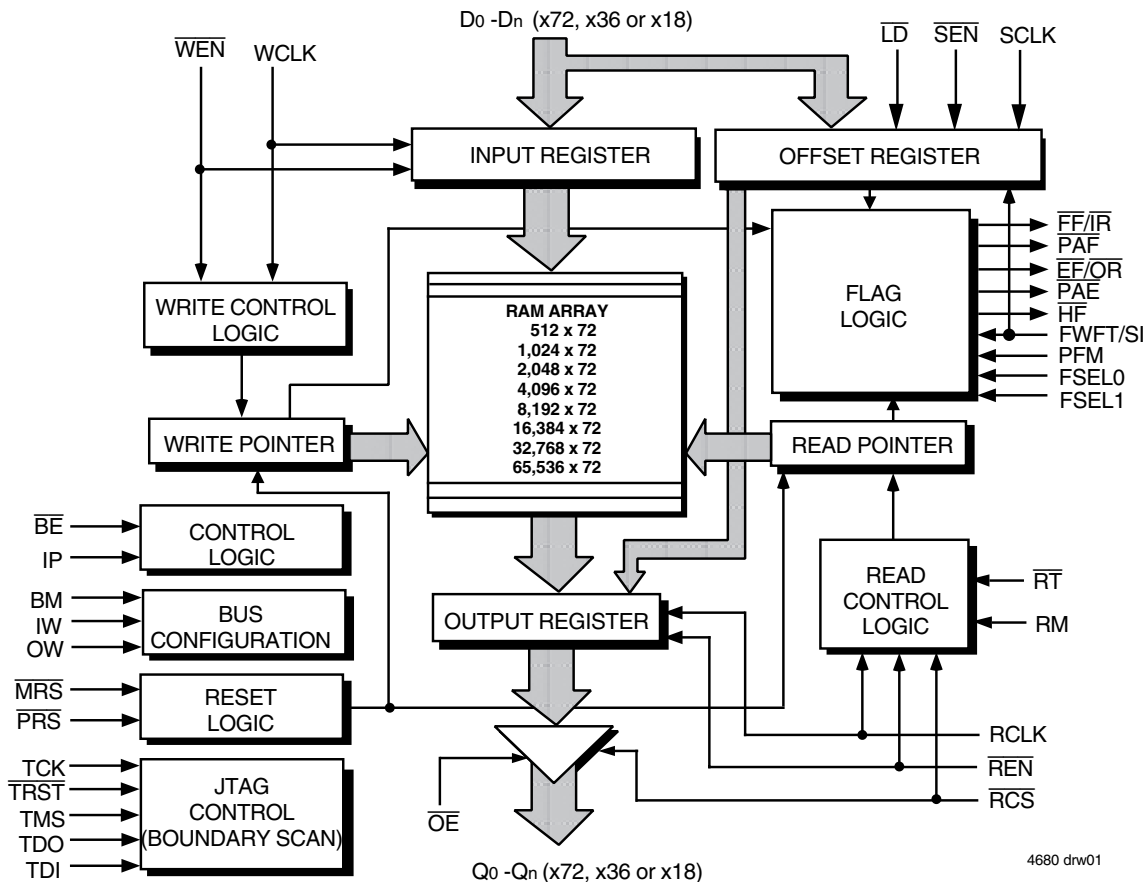 D0 -Dn (x72, x36 or x18)
WEN
WCLK
LD
SEN
SCLK
INPUT REGISTER
OFFSET REGISTER
FF/IR
PAF
EF/OR
PAE
HF
FWFT/SI
PFM
FSEL0
FSEL1
FLAG
LOGIC
WRITE CONTROL
LOGIC
RAM ARRAY
512 x 72
1,024 x 72
2,048 x 72
4,096 x 72
8,192 x 72
16,384 x 72
32,768 x 72
65,536 x 72
WRITE POINTER
READ POINTER
BE
IP
CONTROL
LOGIC
READ
CONTROL
LOGIC
RT
RM
BM
IW
OW
BUS
CONFIGURATION
OUTPUT REGISTER
MRS
PRS
RESET
LOGIC
RCLK
REN
RCS
TCK
TRST
TMS
TDO
TDI
JTAG
CONTROL
(BOUNDARY SCAN)
OE
Q0 -Qn (x72, x36 or x18)
4680 drw01